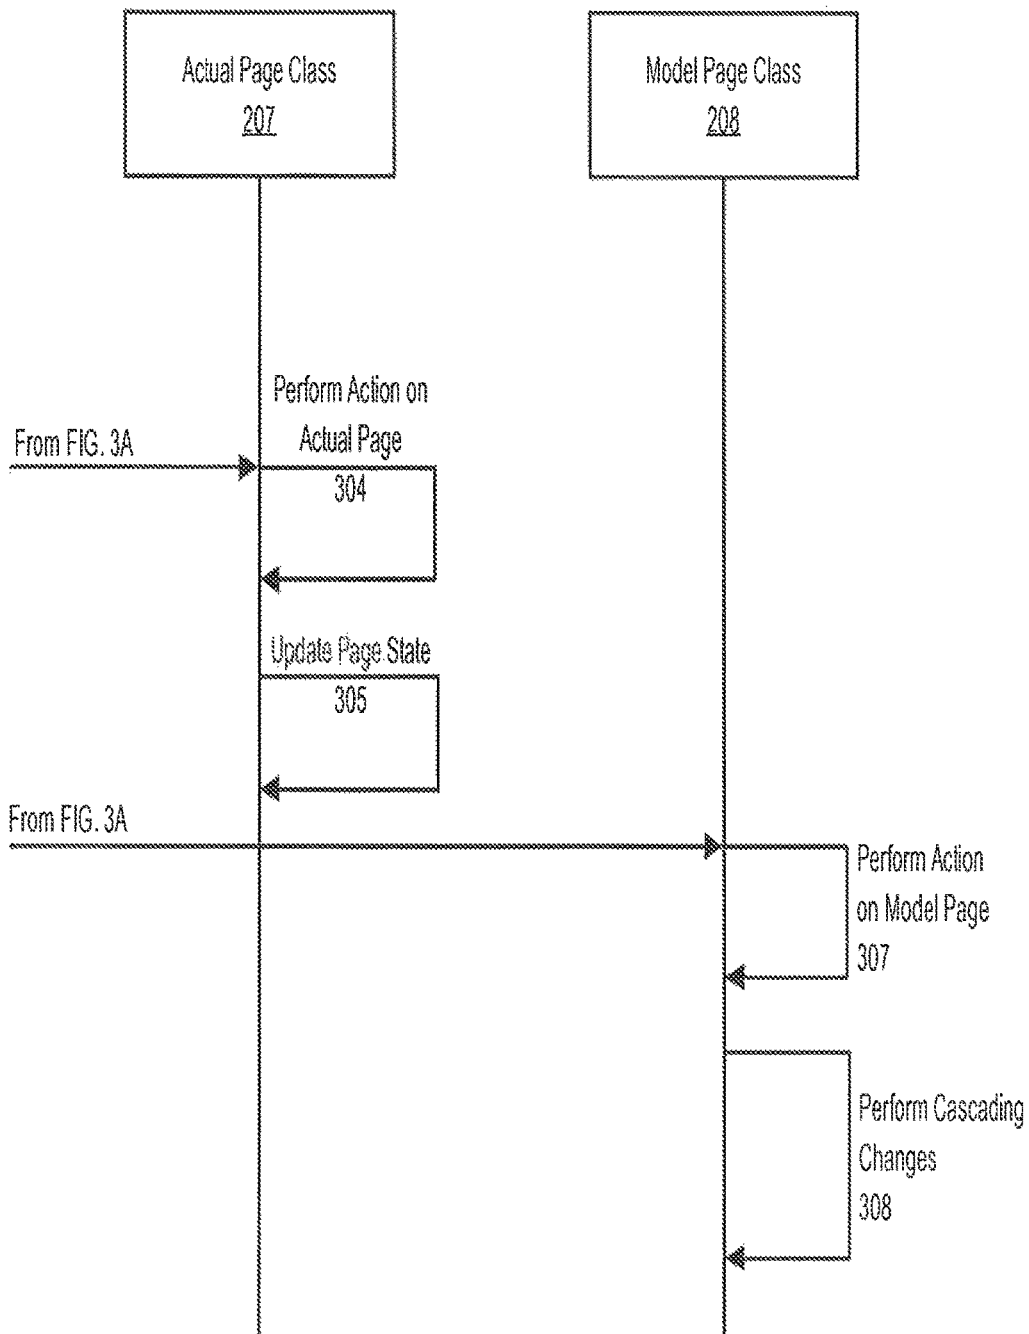 Actual Page Class
207
Model Page Class
208
Perform Action on
Actual Page
304
From FIG. 3A
Update Page State
305
From FIG. 3A
Perform Action
on Model Page
307
Perform Cascading
Changes
308